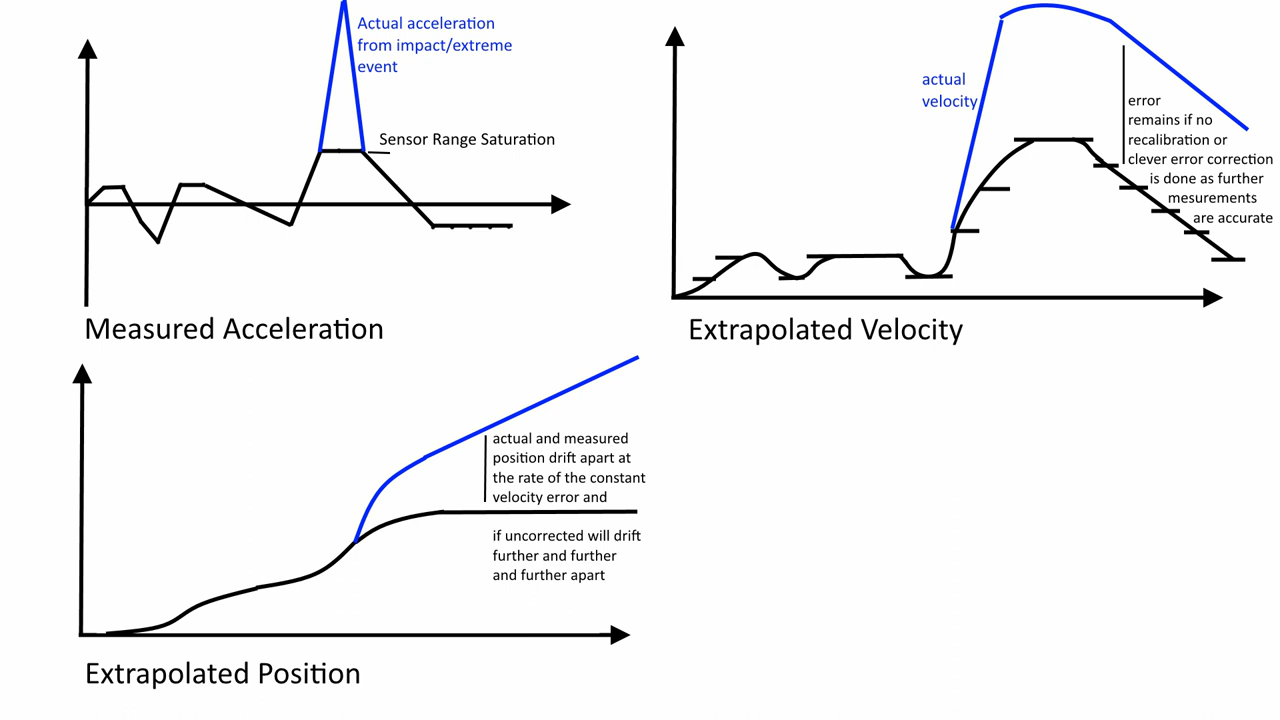 Actual acceleration
from impact/extreme
event
Sensor Range Saturation
Measured Acceleration
actual
velocity
error
remains if no
recalibration or
clever error correction
is done as further
mesurements
are accurate
Extrapolated Velocity
actual and measured
position drift apart at
the rate of the constant
velocity error and
if uncorrected will drift
further and further
and further apart
Extrapolated Position